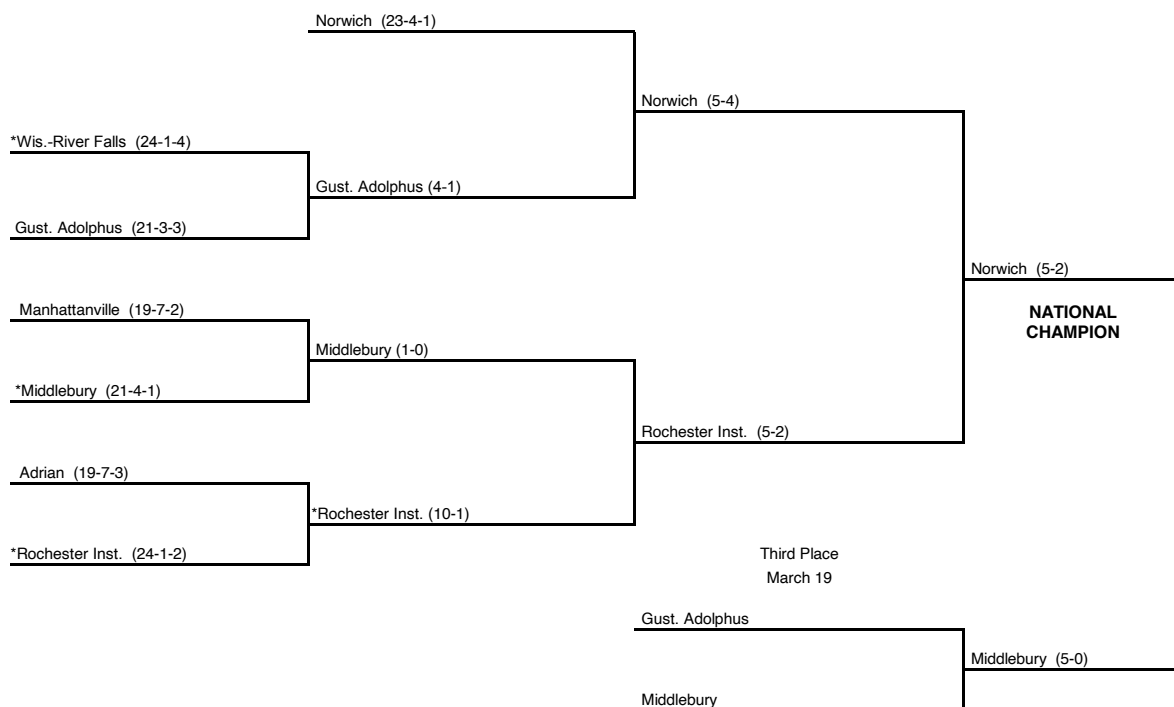 Norwich (23-4-1)
Norwich (5-4)
*Wis.-River Falls (24-1-4)
Gust. Adolphus (4-1)
Gust. Adolphus (21-3-3)
Norwich (5-2)
NATIONAL
CHAMPION
Manhattanville (19-7-2)
Middlebury (1-0)
*Middlebury (21-4-1)
Rochester Inst. (5-2)
Adrian (19-7-3)
*Rochester Inst. (10-1)
*Rochester Inst. (24-1-2)
Third Place
March 19
Gust. Adolphus
Middlebury (5-0)
Middlebury